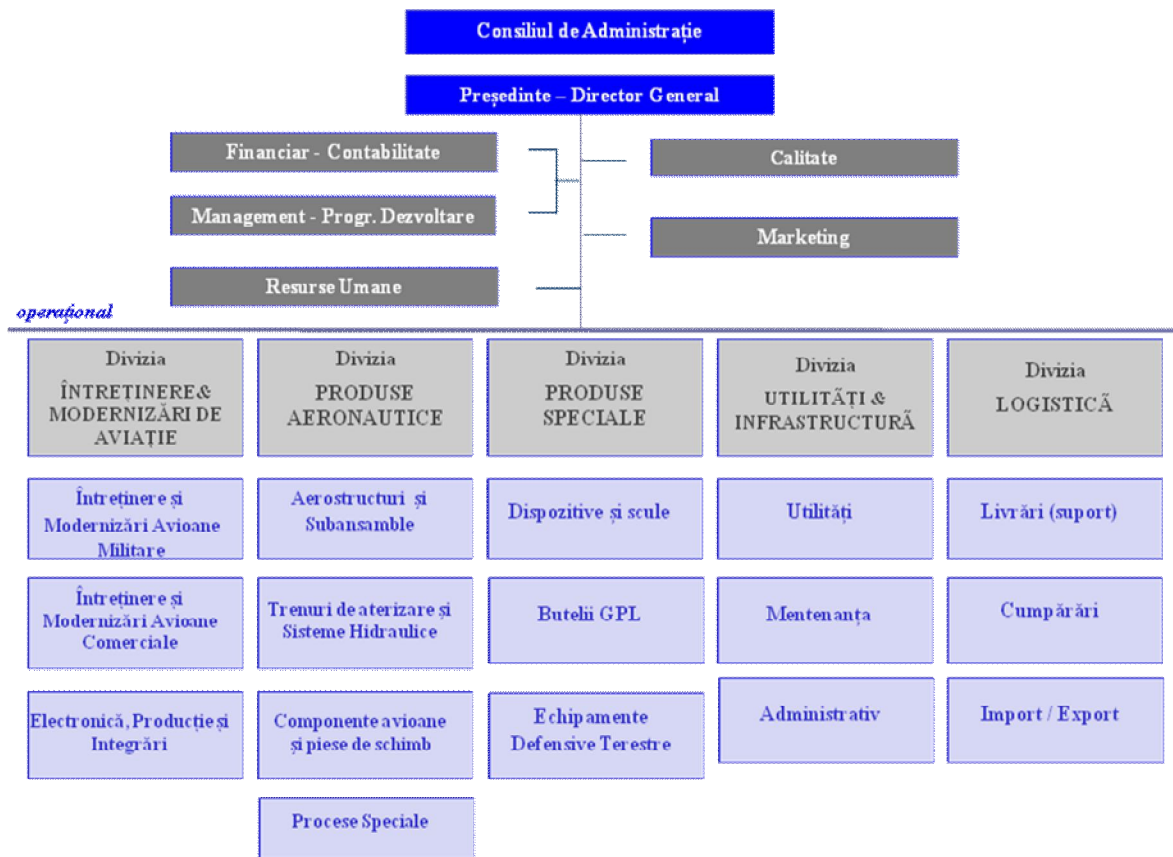 Consiliul de Administrație
Președinte – Director General
Financiar - Contabilitate
Calitate
Management - Progr. Dezvoltare
Marketing
Resurse Umane
operațional
Divizia
ÎNTREȚINERE&
MODERNIZĂRI DE
AVIAȚIE
Divizia
PRODUSE
AERONAUTICE
Divizia
PRODUSE
SPECIALE
Divizia
UTILITĂȚI &
INFRASTRUCTURĂ
Divizia
LOGISTICĂ
Întreținere și
Modernizări Avioane
Militare
Aerostructuri și
Subansamble
Dispozitive și scule
Utilități
Livrări (suport)
Întreținere și
Modernizări Avioane
Comerciale
Trenuri de aterizare și
Sisteme Hidraulice
Butelii GPL
Mentenanța
Cumpărări
Electronică, Producție și
Integrări
Componente avioane
și piese de schimb
Echipamente
Defensive Terestre
Administrativ
Import / Export
Procese Speciale